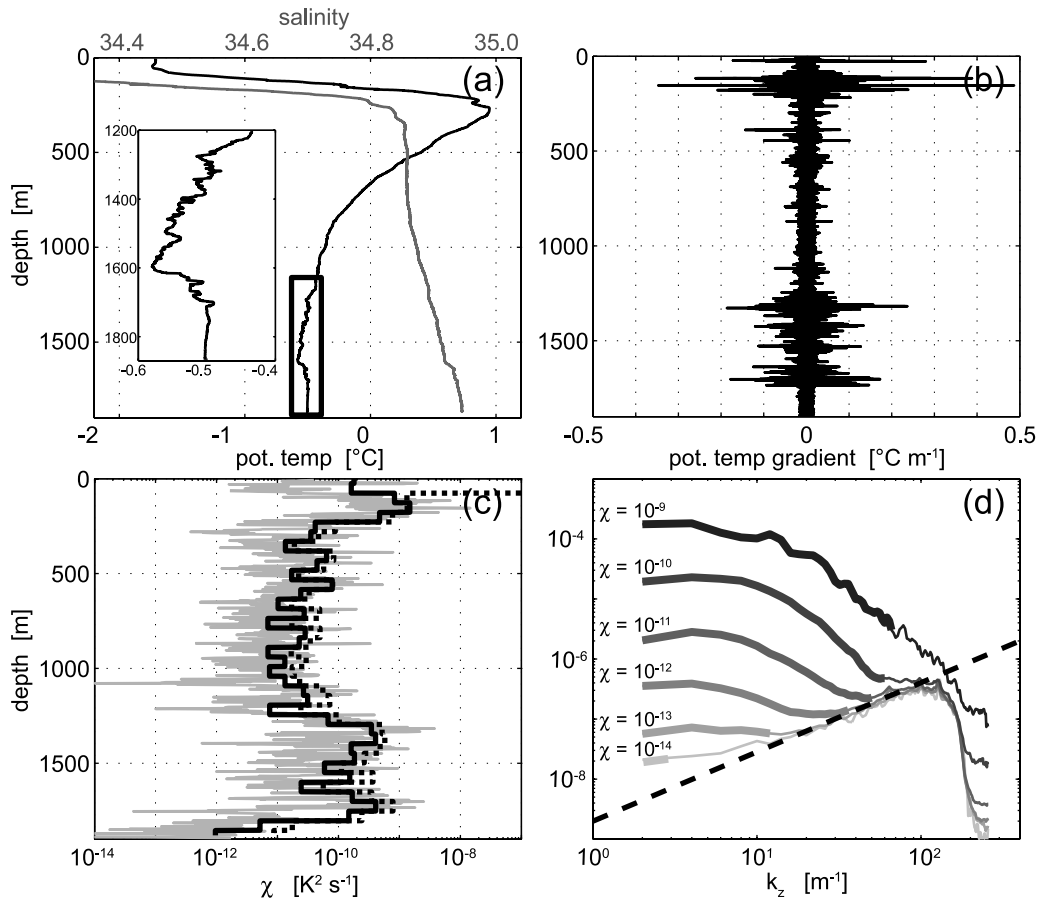 salinity
34.4 34.6 34.8 35.0
0
500
1000
1500
depth [m]
(a)
1200
1400
1600
1800
-0.6 -0.5 -0.4
-2 -1 0 1
pot. temp [°C]
0
500
1000
1500
(b)
-0.5 0 0.5
pot. temp gradient [°C m⁻¹]
0
500
1000
1500
depth [m]
(c)
10⁻¹⁴ 10⁻¹² 10⁻¹⁰ 10⁻⁸
χ [K² s⁻¹]
(d)
10⁻⁴
10⁻⁶
10⁻⁸
χ = 10⁻⁹
χ = 10⁻¹⁰
χ = 10⁻¹¹
χ = 10⁻¹²
χ = 10⁻¹³
χ = 10⁻¹⁴
10⁰ 10¹ 10²
k_z [m⁻¹]